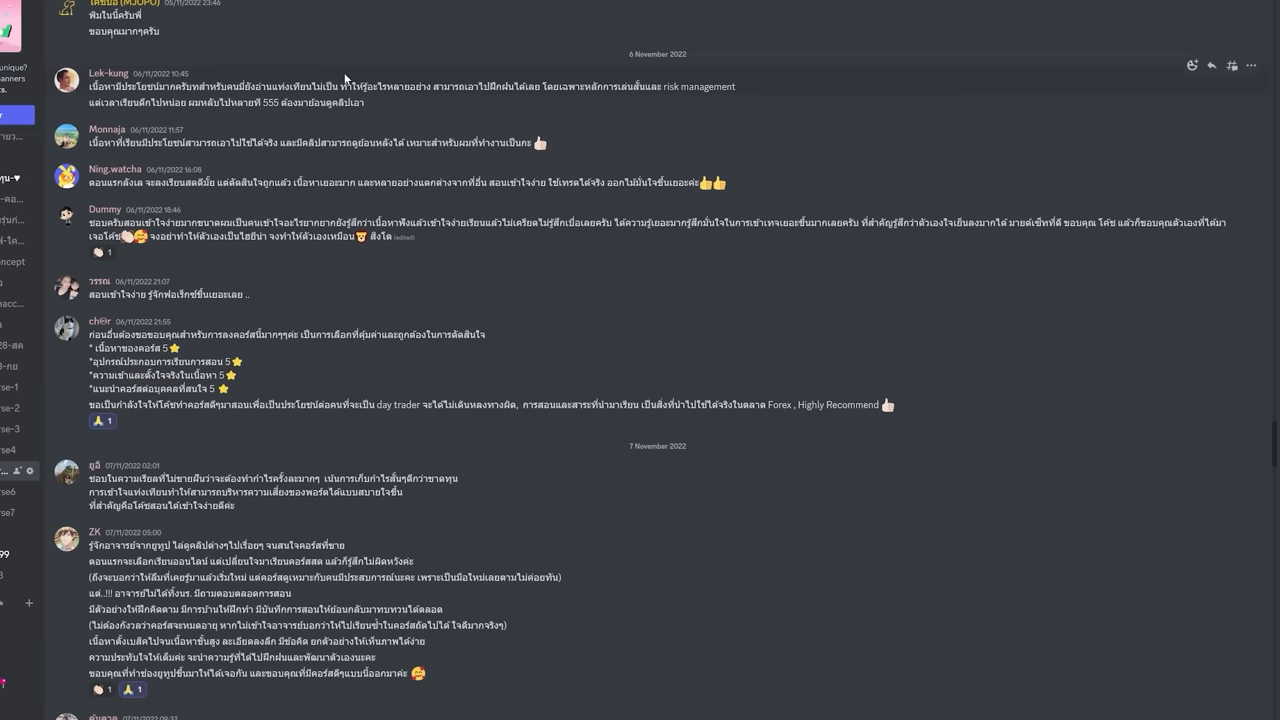 โค้ชปอ (MJOPO) 05/11/2022 23:46
พิมในนี้ครับพี่
ขอบคุณมากๆครับ
6 November 2022
Lek-kung 06/11/2022 10:45
เนื้อหามีประโยชน์มากครับทสำหรับคนมี่ยังอ่านแท่งเทียนไม่เป็น ทำให้รู้อะไรหลายอย่าง สามารถเอาไปฝึกฝนได้เลย โดยเฉพาะหลักการเล่นสั้นและ risk management
แต่เวลาเรียนดึกไปหน่อย ผมหลับไปหลายที 555 ต้องมาย้อนดูคลิปเอา
Monnaja 06/11/2022 11:57
เนื้อหาที่เรียนมีประโยชน์สามารถเอาไปใช้ได้จริง และมีคลิปสามารถดูย้อนหลังได้ เหมาะสำหรับผมที่ทำงานเป็นกะ 👍🏻
Ning.watcha 06/11/2022 16:08
ตอนแรกลังเล จะลงเรียนสดดีมั้ย แต่ตัดสินใจถูกแล้ว เนื้อหาเยอะมาก และหลายอย่างแตกต่างจากที่อื่น สอนเข้าใจง่าย ใช้เทรดได้จริง ออกไม้มั่นใจขึ้นเยอะค่ะ👍👍
Dummy 06/11/2022 18:46
ชอบครับสอนเข้าใจง่ายมากขนาดผมเป็นคนเข้าใจอะไรยากยากยังรู้สึกว่าเนื้อหาฟังแล้วเข้าใจง่ายเรียนแล้วไม่เครียดไม่รู้สึกเบื่อเลยครับ ได้ความรู้เยอะมากรู้สึกมั่นใจในการเข้าเทจเยอะขึ้นมากเลยครับ ที่สำคัญรู้สึกว่าตัวเองใจเย็นลงมากได้ มายด์เซ็ทที่ดี ขอบคุณ โค้ช แล้วก็ขอบคุณตัวเองที่ได้มา
เจอโค้ช👏🏻🥰 จงอย่าทำให้ตัวเองเป็นไฮยีน่า จงทำให้ตัวเองเหมือน🦁 สิงโต (edited)
👏🏻 1
วรรณ 06/11/2022 21:07
สอนเข้าใจง่าย รู้จักฟอเร็กซ์ขึ้นเยอะเลย ..
06/11/2022 21:55
ก่อนอื่นต้องขอขอบคุณสำหรับการลงคอร์สนี้มากๆๆค่ะ เป็นการเลือกที่คุ้มค่าและถูกต้องในการตัดสินใจ
* เนื้อหาของคอร์ส 5⭐
*อุปกรณ์ประกอบการเรียนการสอน 5⭐
*ความเข้าและตั้งใจจริงในเนื้อหา 5⭐
*แนะนำคอร์สต่อบุคคลที่สนใจ 5 ⭐
ขอเป็นกำลังใจให้โค้ชทำคอร์สดีๆมาสอนเพื่อเป็นประโยชน์ต่อคนที่จะเป็น day trader จะได้ไม่เดินหลงทางผิด, การสอนและสาระที่นำมาเรียน เป็นสิ่งที่นำไปใช้ได้จริงในตลาด Forex , Highly Recommend 👍🏻
🙏 1
7 November 2022
ยูอิ 07/11/2022 02:01
ชอบในความเรียลที่ไม่ขายฝันว่าจะต้องทำกำไรครั้งละมากๆ เน้นการเก็บกำไรสั้นๆดีกว่าขาดทุน
การเข้าใจแท่งเทียนทำให้สามารถบริหารความเสี่ยงของพอร์ตได้แบบสบายใจขึ้น
ที่สำคัญคือโค้ชสอนได้เข้าใจง่ายดีค่ะ
ZK 07/11/2022 05:00
รู้จักอาจารย์จากยูทูป ไล่ดูคลิปต่างๆไปเรื่อยๆ จนสนใจคอร์สที่ขาย
ตอนแรกจะเลือกเรียนออนไลน์ แต่เปลี่ยนใจมาเรียนคอร์สสด แล้วก็รู้สึกไม่ผิดหวังค่ะ
(ถึงจะบอกว่าให้ลืมที่เคยรู้มาแล้วเริ่มใหม่ แต่คอร์สดูเหมาะกับคนมีประสบการณ์นะคะ เพราะเป็นมือใหม่เลยตามไม่ค่อยทัน)
แต่..!!! อาจารย์ไม่ได้ทิ้งนร. มีถามตอบตลอดการสอน
มีตัวอย่างให้ฝึกคิดตาม มีการบ้านให้ฝึกทำ มีบันทึกการสอนให้ย้อนกลับมาทบทวนได้ตลอด
(ไม่ต้องกังวลว่าคอร์สจะหมดอายุ หากไม่เข้าใจอาจารย์บอกว่าให้ไปเรียนซ้ำในคอร์สถัดไปได้ ใจดีมากจริงๆ)
เนื้อหาตั้งเบสิคไปจนเนื้อหาขั้นสูง ละเอียดลงลึก มีข้อคิด ยกตัวอย่างให้เห็นภาพได้ง่าย
ความประทับใจให้เต็มค่ะ จะนำความรู้ที่ได้ไปฝึกฝนและพัฒนาตัวเองนะคะ
ขอบคุณที่ทำช่องยูทูปขึ้นมาให้ได้เจอกัน และขอบคุณที่มีคอร์สดีๆแบบนี้ออกมาค่ะ 🥰
👏🏻 1 🙏 1
07/11/2022 09:32